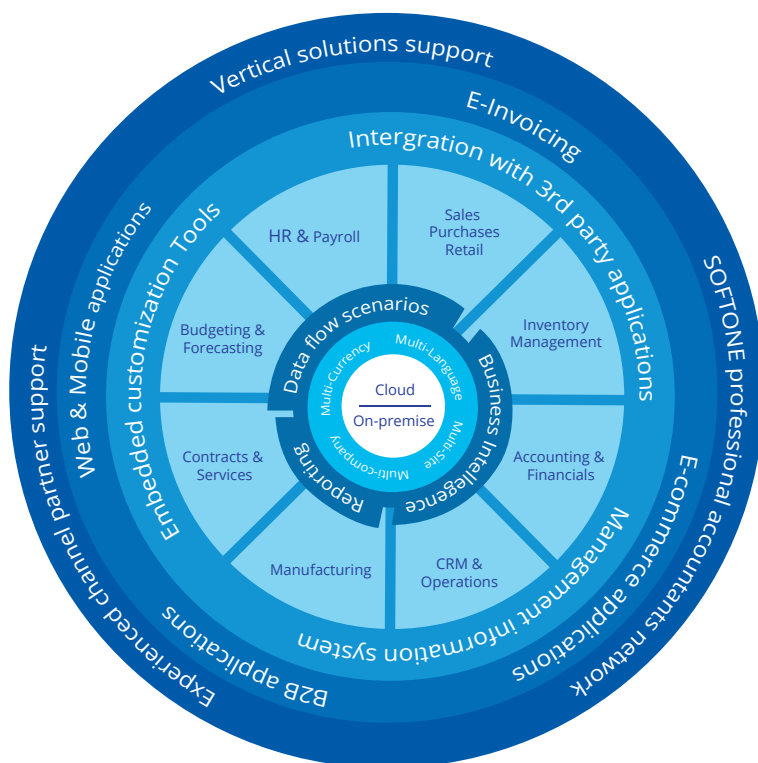 Vertical solutions support
SOFTONE professional accountants network
Experienced channel partner support
E-Invoicing
E-commerce applications
B2B applications
Web & Mobile applications
Intergration with 3rd party applications
Management information system
Embedded customization Tools
HR & Payroll
Sales
Purchases
Retail
Inventory
Management
Accounting &
Financials
CRM &
Operations
Manufacturing
Contracts &
Services
Budgeting &
Forecasting
Data flow scenarios
Business Intellegence
Reporting
Multi-Currency
Multi-Language
Multi-Site
Multi-company
Cloud
On-premise